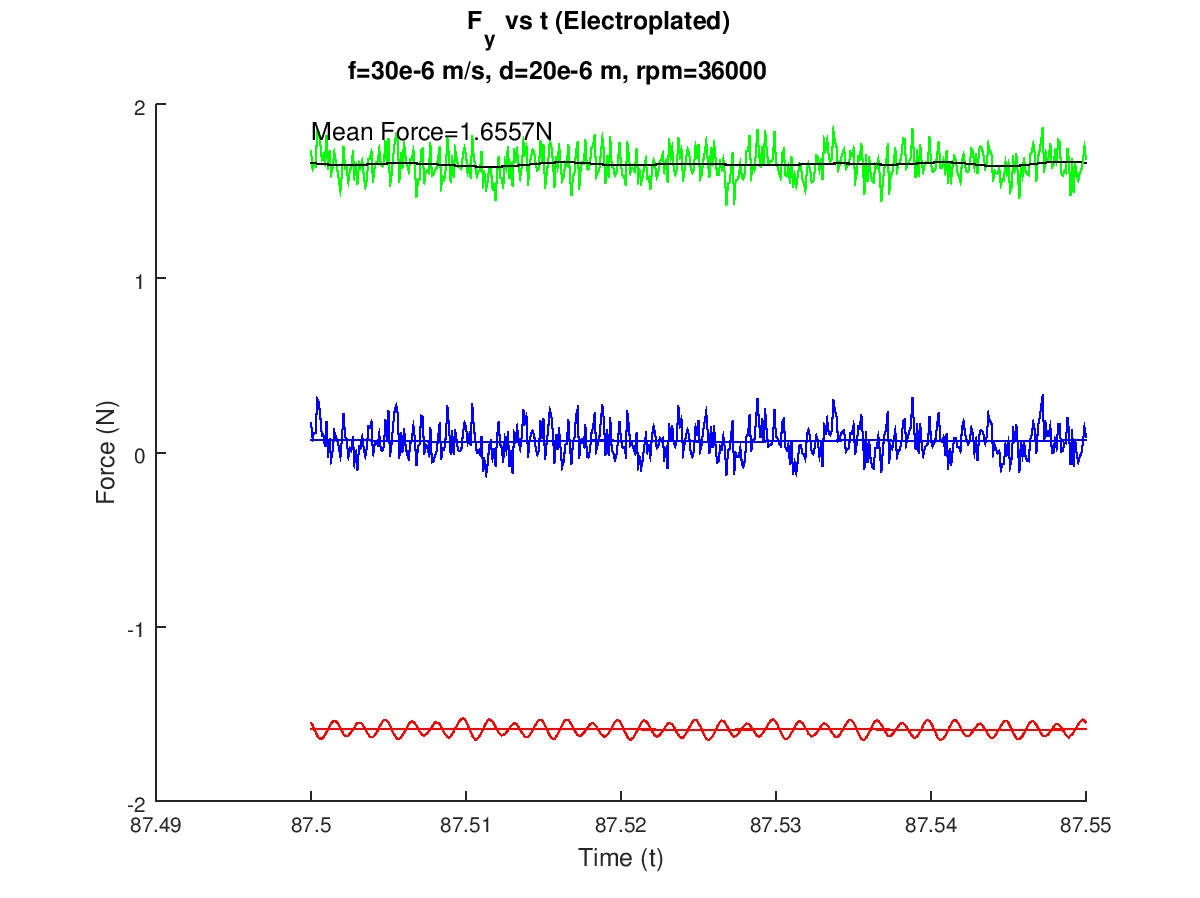 F_y vs t (Electroplated)
f=30e-6 m/s, d=20e-6 m, rpm=36000
Mean Force=1.6557N
2
1
0
-1
-2
Force (N)
87.49 87.5 87.51 87.52 87.53 87.54 87.55
Time (t)